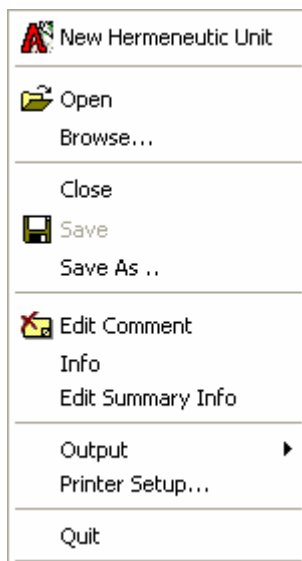 New Hermeneutic Unit
Open
Browse...
Close
Save
Save As ..
Edit Comment
Info
Edit Summary Info
Output
Printer Setup...
Quit